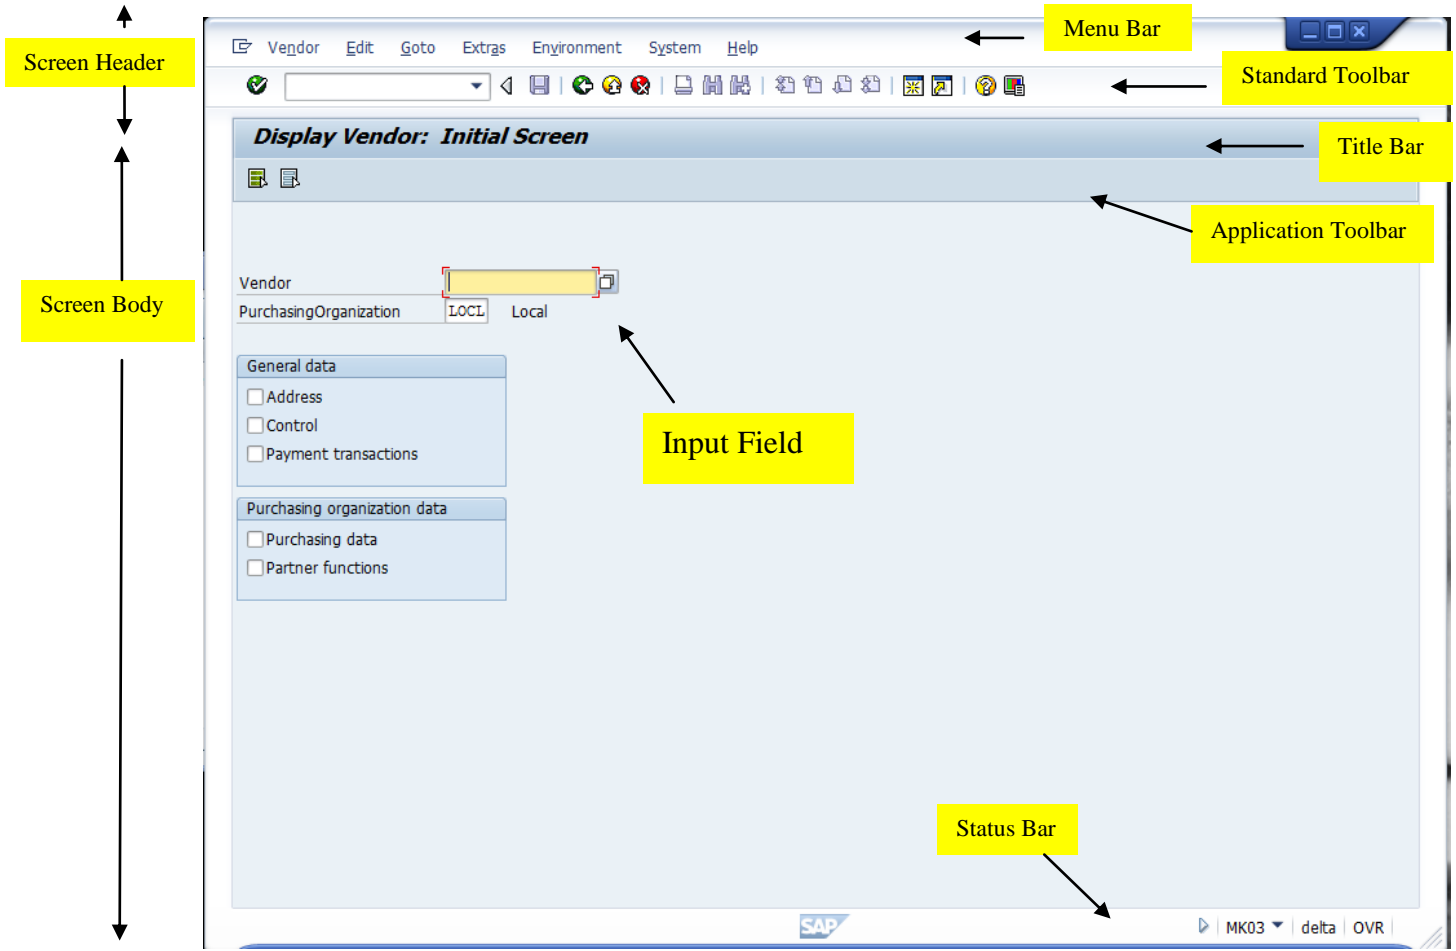 Menu Bar
Vendor Edit Goto Extras Environment System Help
Screen Header
Standard Toolbar
Display Vendor: Initial Screen
Title Bar
Application Toolbar
Vendor
Screen Body
PurchasingOrganization LOCL Local
General data
Address
Control
Payment transactions
Input Field
Purchasing organization data
Purchasing data
Partner functions
Status Bar
SAP
MK03 delta OVR